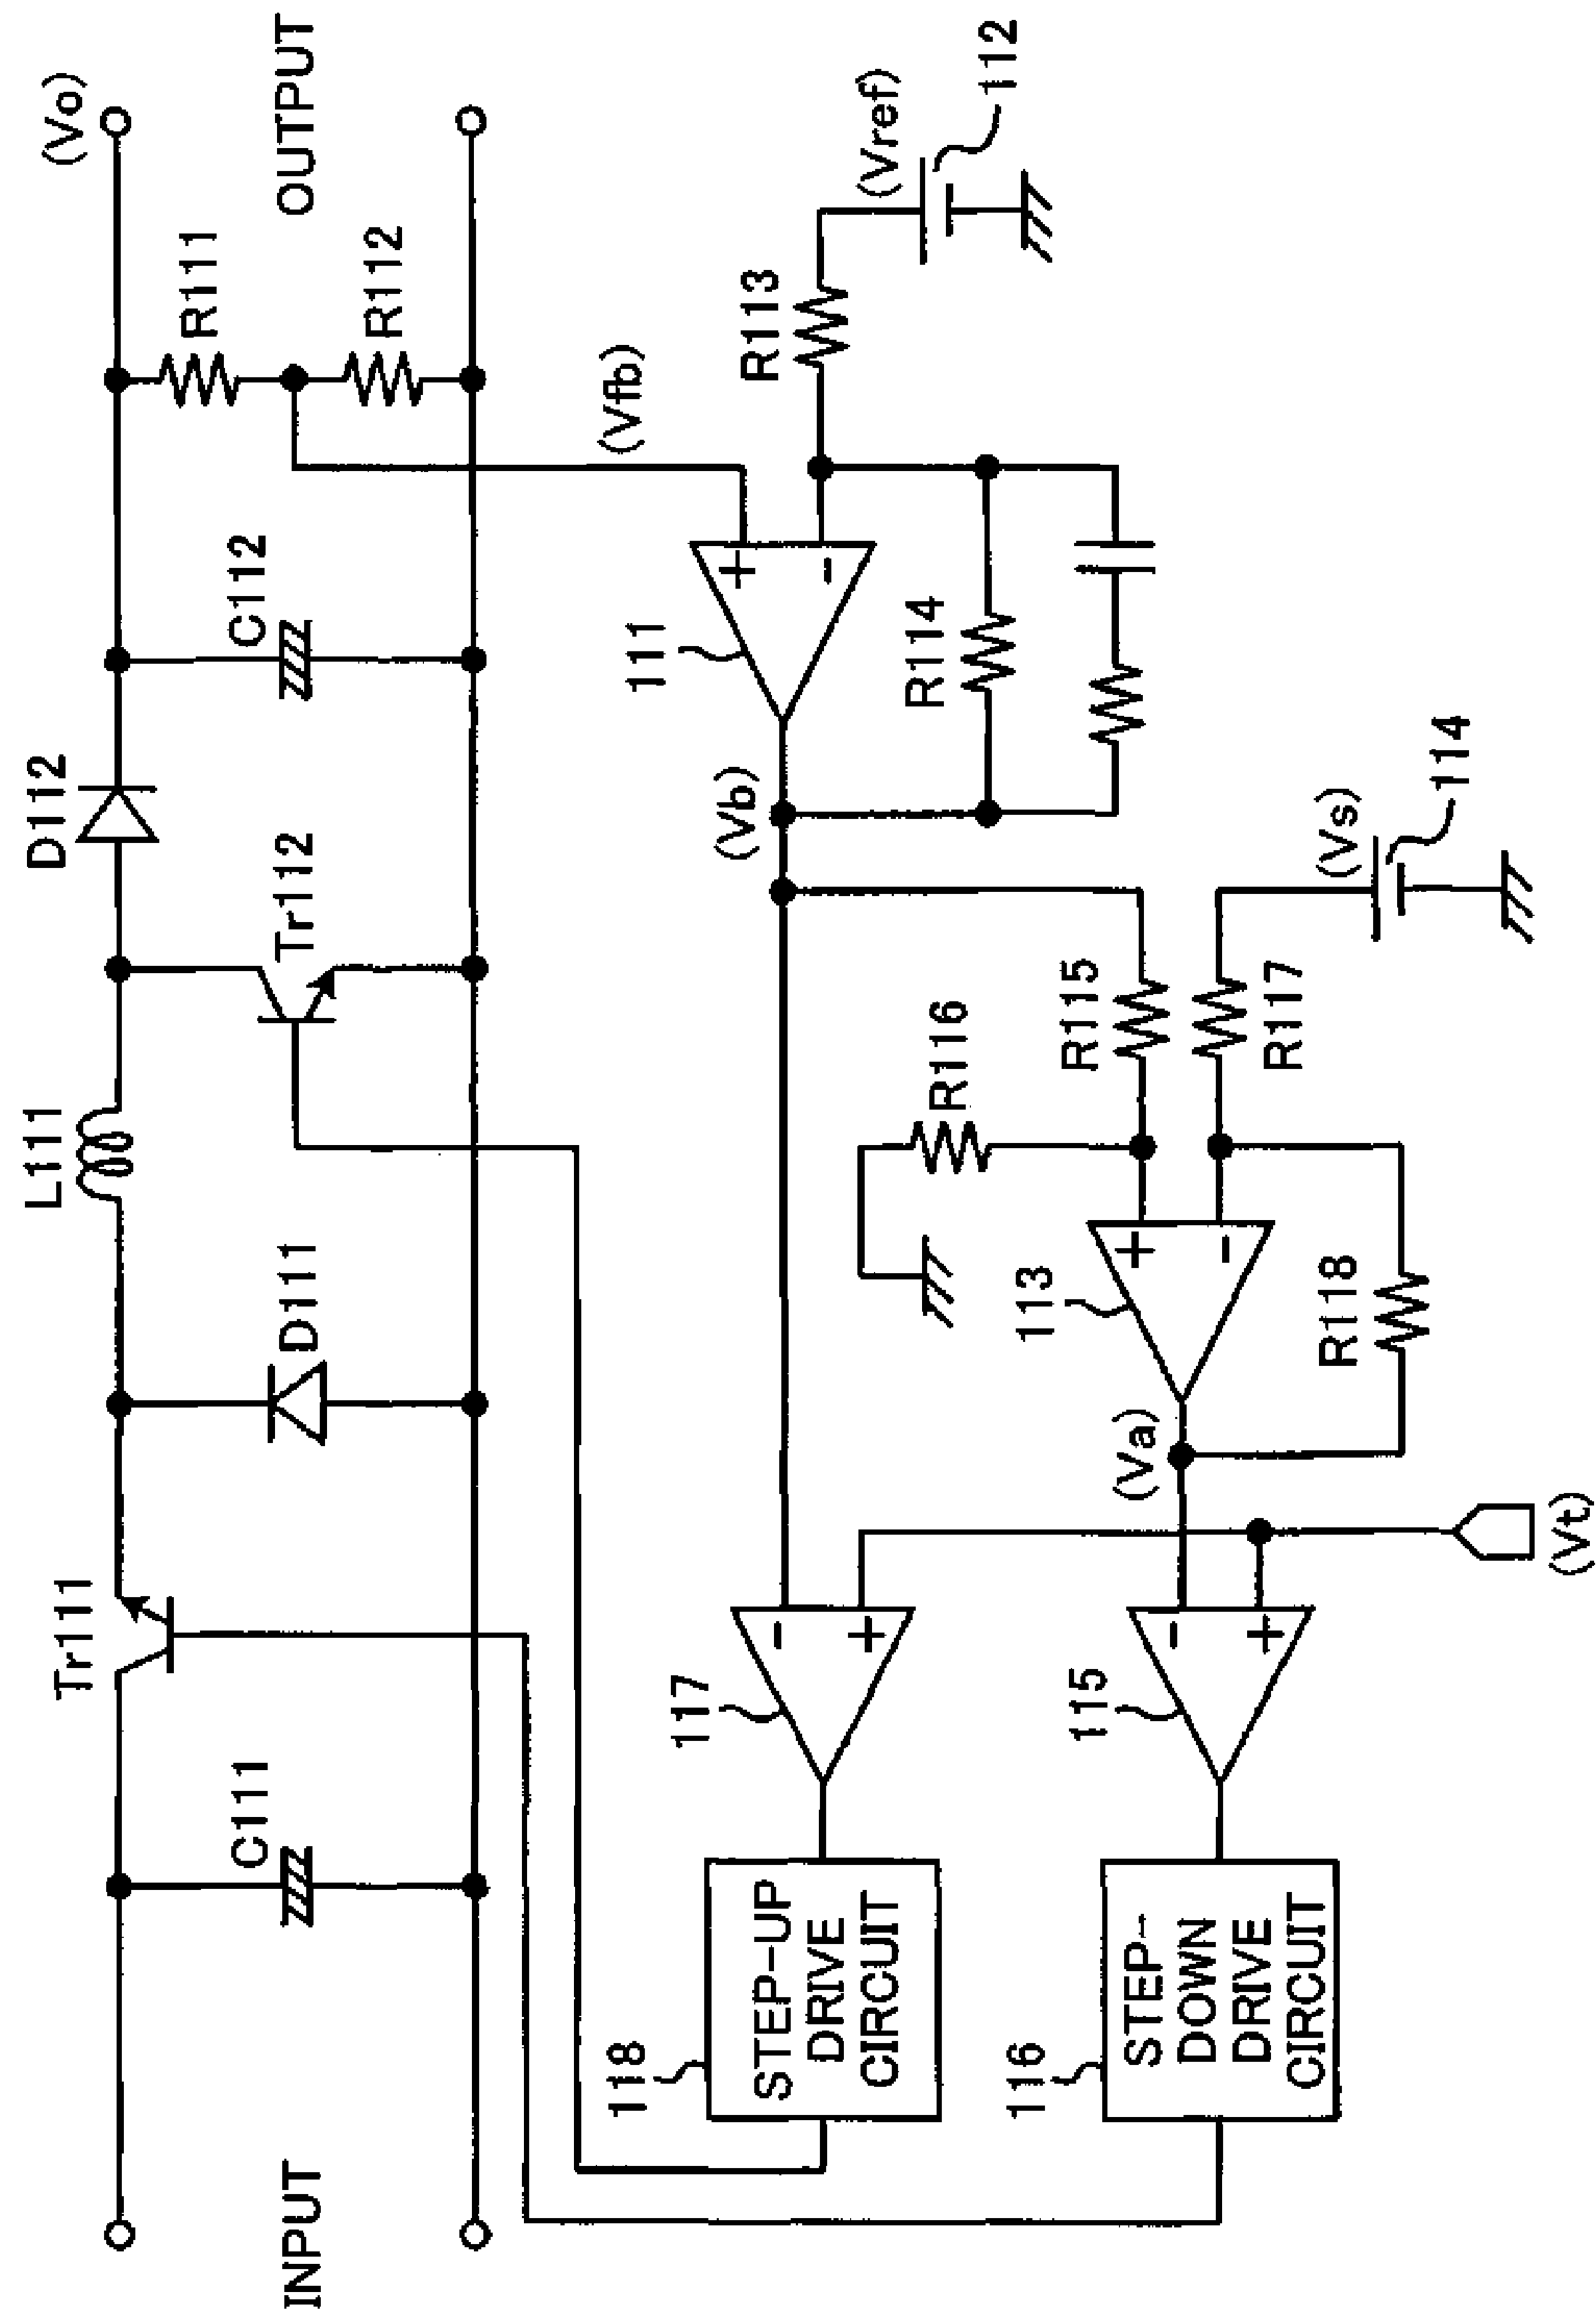 INPUT
C111
Tr111
D111
L111
Tr112
D112
C112
R111
R112
(Vo)
OUTPUT
(Vfb)
118
STEP-UP
DRIVE
CIRCUIT
117
-
+
(Vb)
111
+
-
R113
(Vref)
112
R114
116
STEP-
DOWN
DRIVE
CIRCUIT
115
-
+
(Vt)
(Va)
113
+
-
R116
R115
R117
R118
(Vs)
114